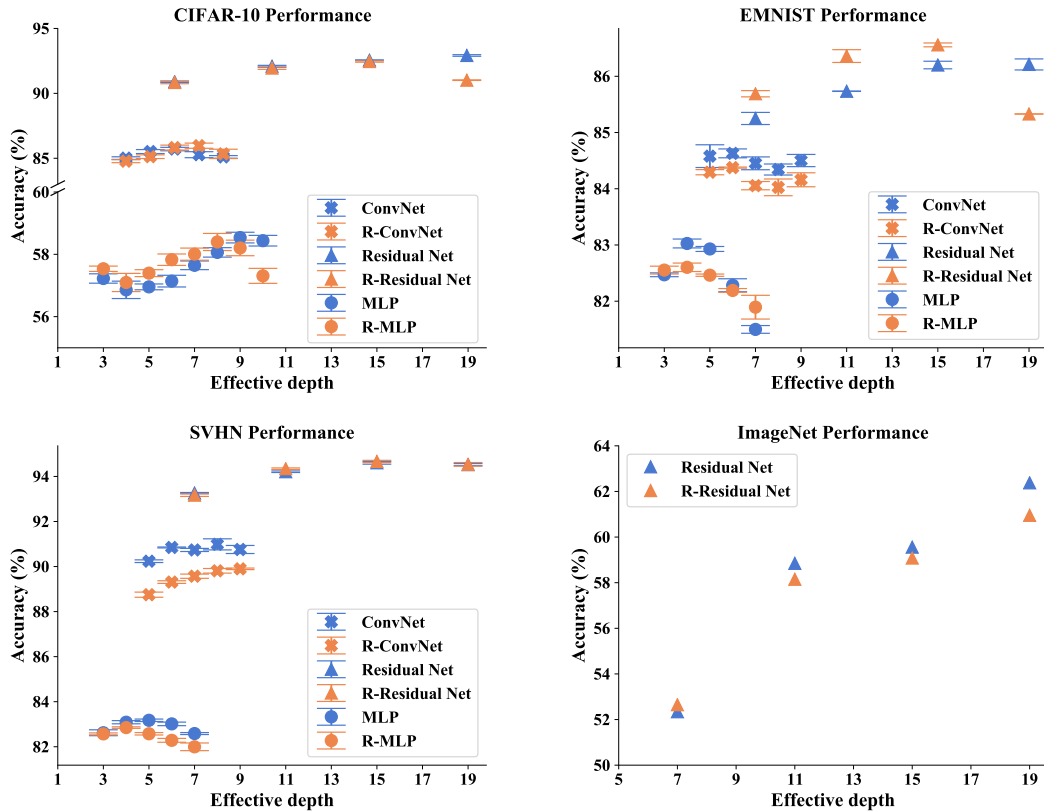 CIFAR-10 Performance
95
90
85
60
58
56
Accuracy (%)
ConvNet
R-ConvNet
Residual Net
R-Residual Net
MLP
R-MLP
1 3 5 7 9 11 13 15 17 19
Effective depth
EMNIST Performance
86
85
84
83
82
Accuracy (%)
ConvNet
R-ConvNet
Residual Net
R-Residual Net
MLP
R-MLP
1 3 5 7 9 11 13 15 17 19
Effective depth
SVHN Performance
94
92
90
88
86
84
82
Accuracy (%)
ConvNet
R-ConvNet
Residual Net
R-Residual Net
MLP
R-MLP
1 3 5 7 9 11 13 15 17 19
Effective depth
ImageNet Performance
64
62
60
58
56
54
52
50
Accuracy (%)
Residual Net
R-Residual Net
5 7 9 11 13 15 17 19
Effective depth